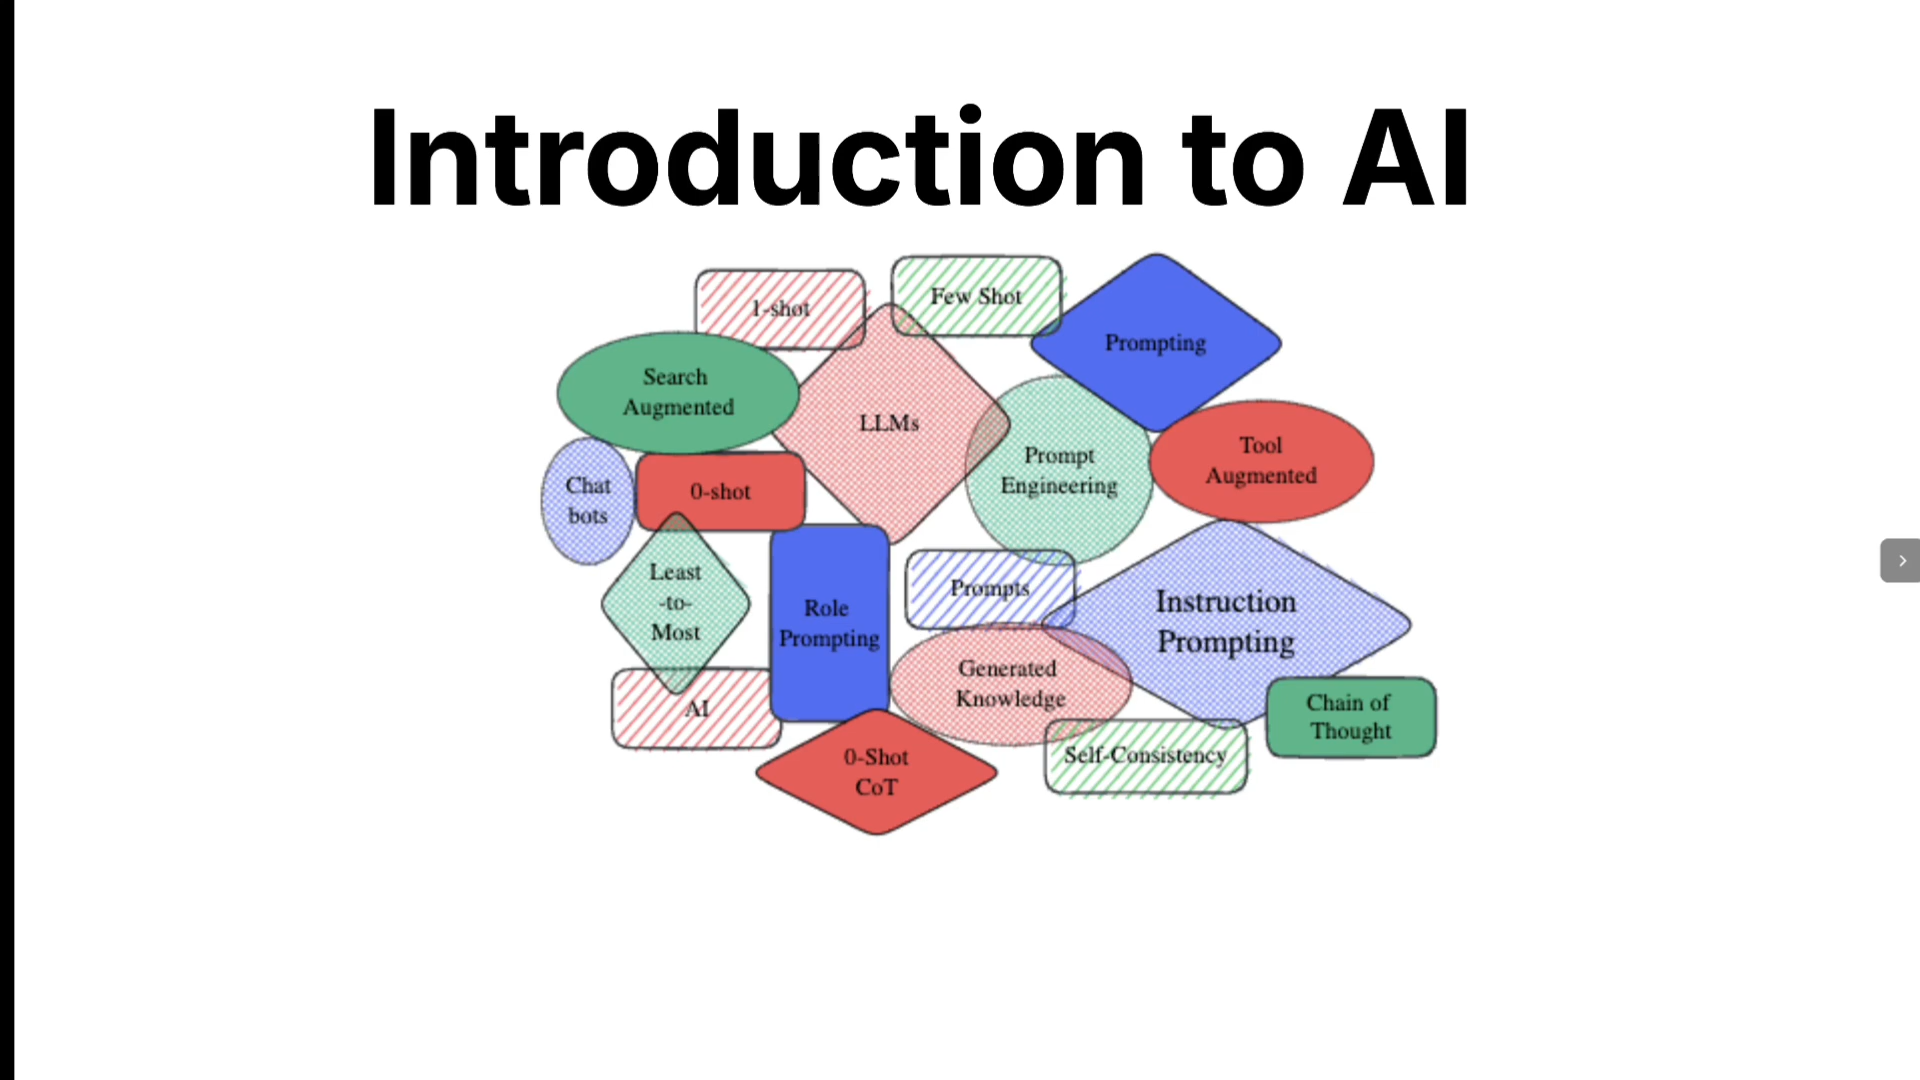 Introduction to AI
1-shot
Few Shot
Prompting
Search
Augmented
LLMs
Prompt
Engineering
Tool
Augmented
Chat
bots
0-shot
Least
-to-
Most
Role
Prompting
Prompts
Instruction
Prompting
Generated
Knowledge
AI
Chain of
Thought
0-Shot
CoT
Self-Consistency